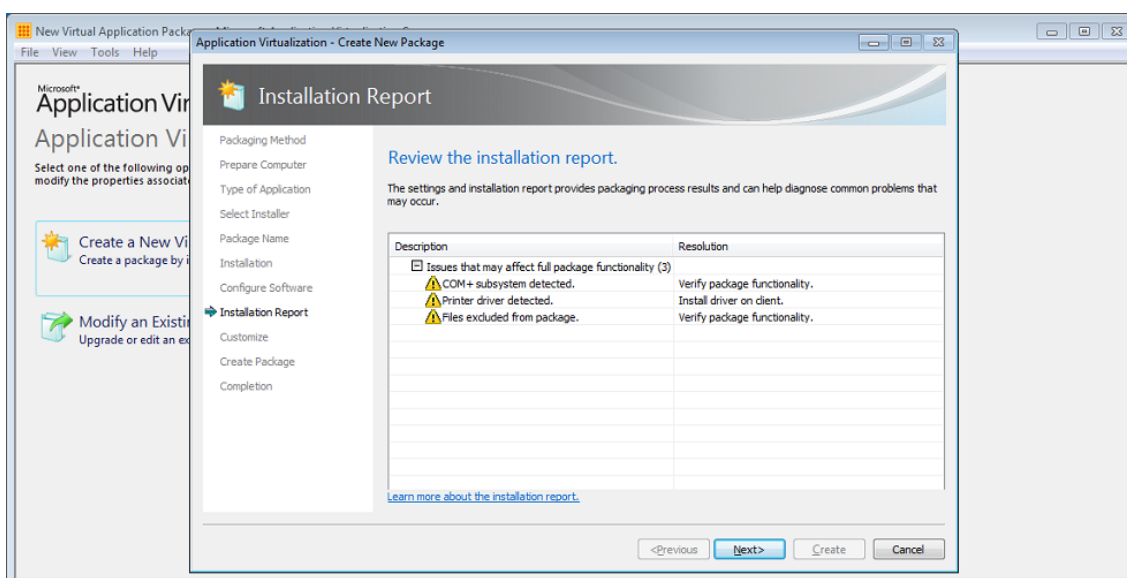 New Virtual Application Packa
File View Tools Help
Microsoft®
Application Vir
Application Vi
Select one of the following op
modify the properties associat
Create a New Vi
Create a package by i
Modify an Existi
Upgrade or edit an ex
Application Virtualization - Create New Package
Installation Report
Packaging Method
Prepare Computer
Type of Application
Select Installer
Package Name
Installation
Configure Software
Installation Report
Customize
Create Package
Completion
Review the installation report.
The settings and installation report provides packaging process results and can help diagnose common problems that
may occur.
Description Resolution
Issues that may affect full package functionality (3)
COM+ subsystem detected. Verify package functionality.
Printer driver detected. Install driver on client.
Files excluded from package. Verify package functionality.
Learn more about the installation report.
<Previous Next> Create Cancel